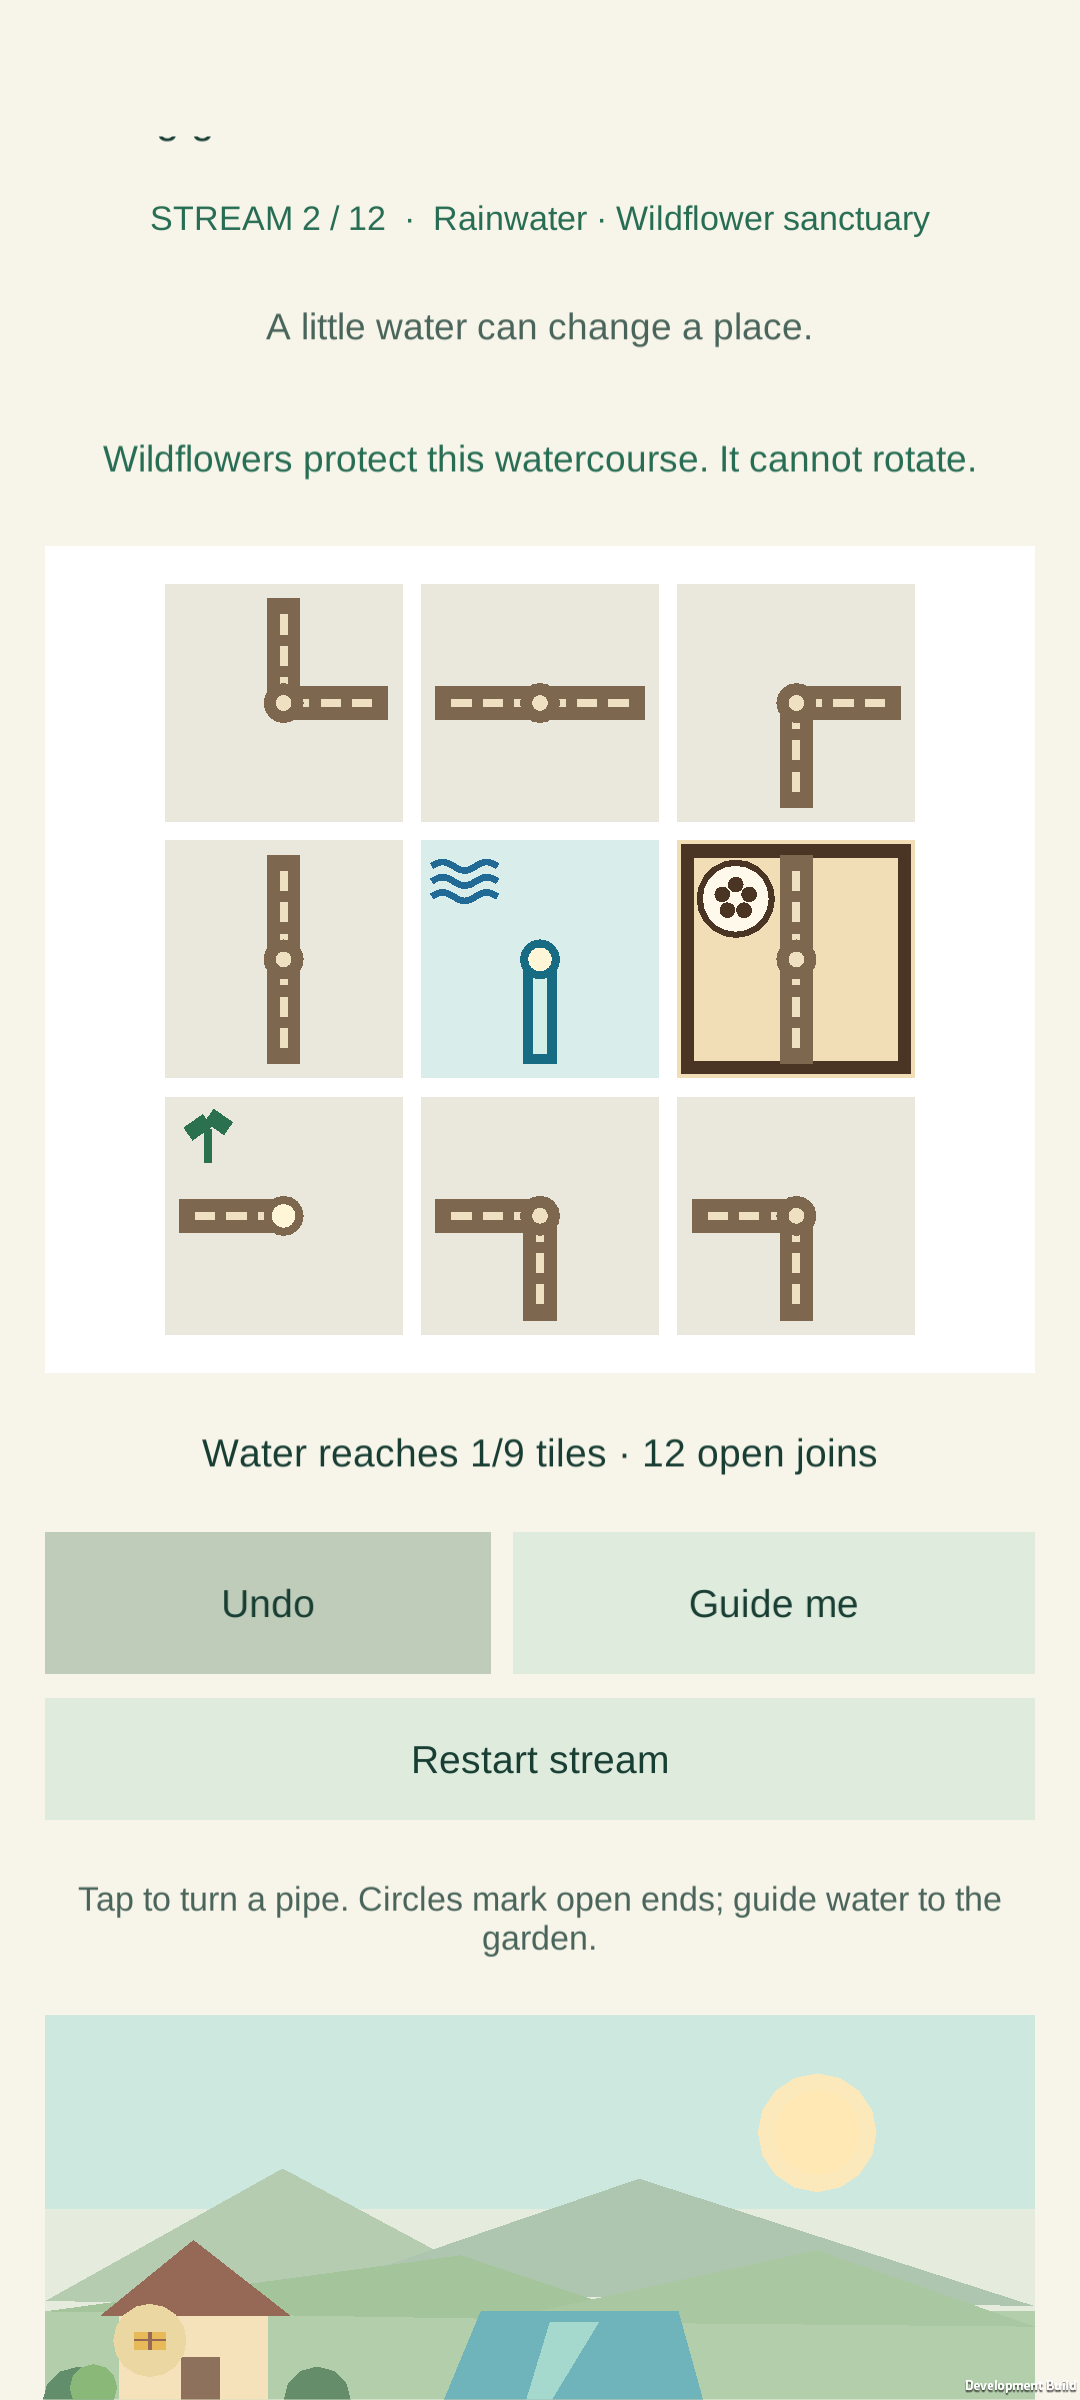 STREAM 2 / 12 · Rainwater · Wildflower sanctuary
A little water can change a place.
Wildflowers protect this watercourse. It cannot rotate.
Water reaches 1/9 tiles · 12 open joins
Undo
Guide me
Restart stream
Tap to turn a pipe. Circles mark open ends; guide water to the
garden.
Development Build